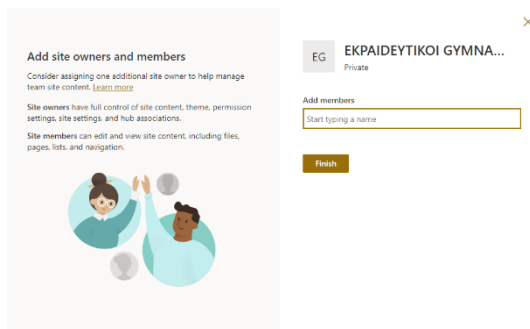 Add site owners and members
Consider assigning one additional site owner to help manage
team site content. Learn more
Site owners have full control of site content, theme, permission
settings, site settings, and hub associations.
Site members can edit and view site content, including files,
pages, lists, and navigation.
EG
EKPAIDEYTIKOI GYMNA...
Private
Add members
Start typing a name
Finish